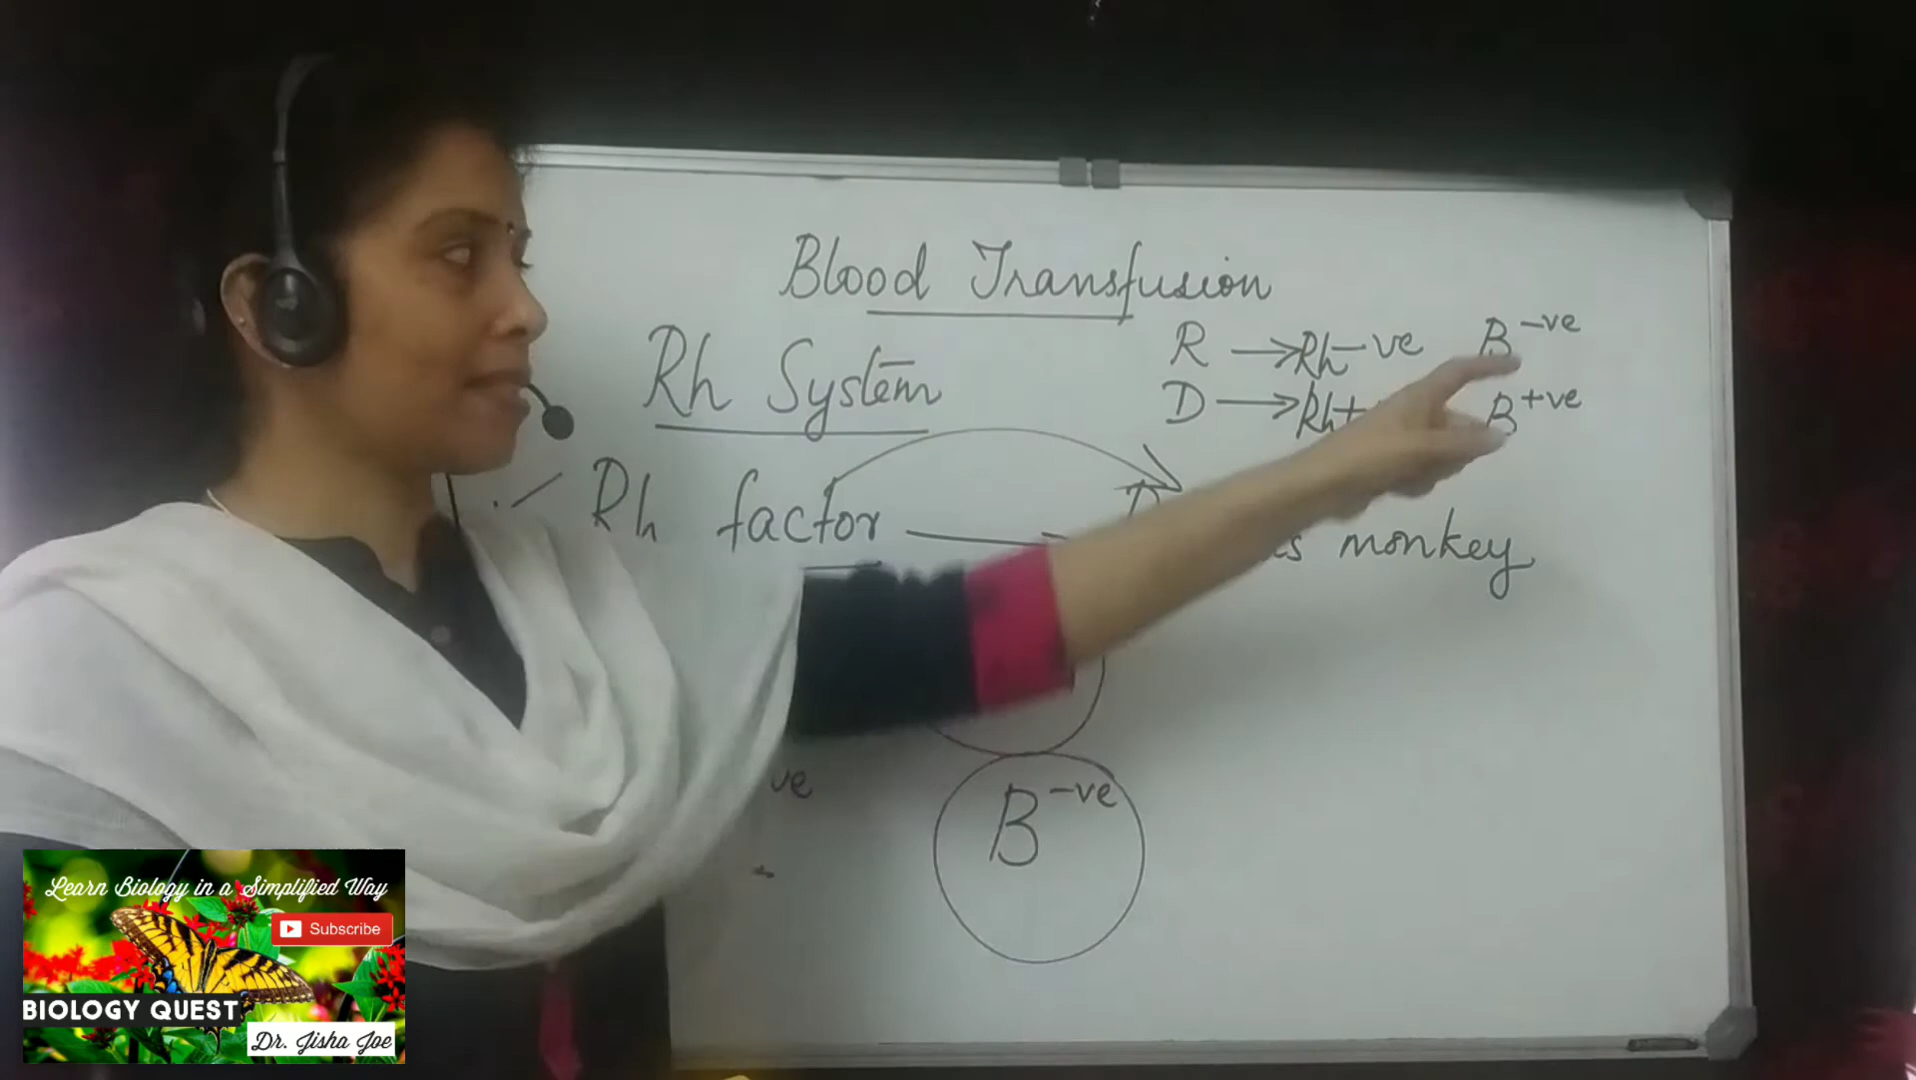 Blood Transfusion
Rh System
R → Rh-ve B-ve
D → Rh+ B+ve
Rh factor
monkey
ve
B-ve
Learn Biology in a Simplified Way
Subscribe
BIOLOGY QUEST
Dr. Jisha Joe